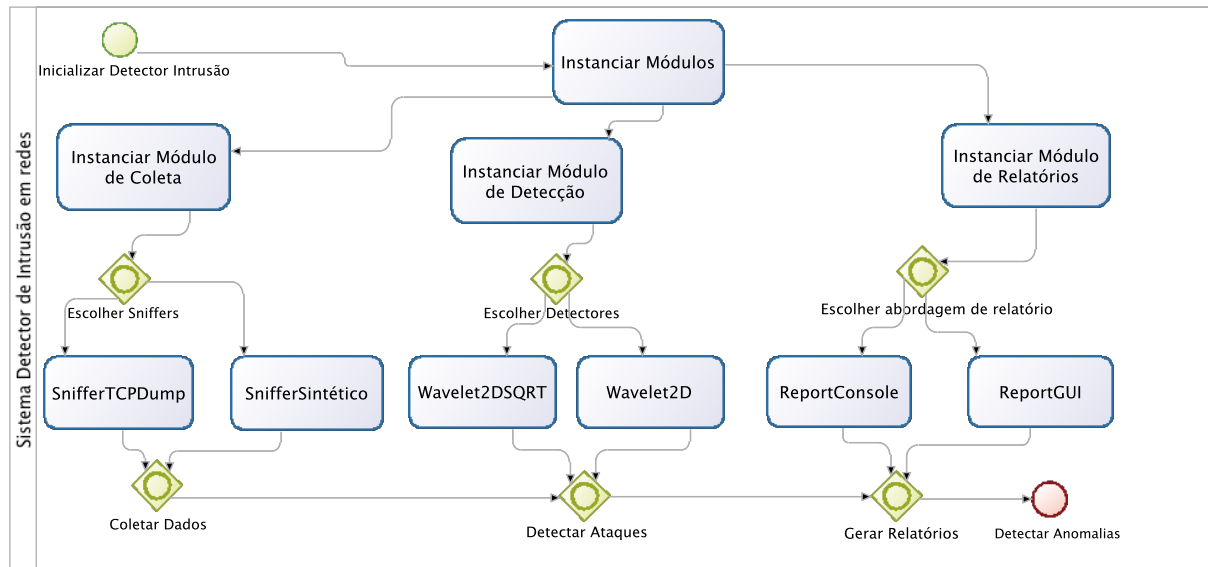 Sistema Detector de Intrusão em redes
Inicializar Detector Intrusão
Instanciar Módulos
Instanciar Módulo
de Coleta
Instanciar Módulo
de Detecção
Instanciar Módulo
de Relatórios
Escolher Sniffers
Escolher Detectores
Escolher abordagem de relatório
SnifferTCPDump
SnifferSintético
Wavelet2DSQRT
Wavelet2D
ReportConsole
ReportGUI
Coletar Dados
Detectar Ataques
Gerar Relatórios
Detectar Anomalias